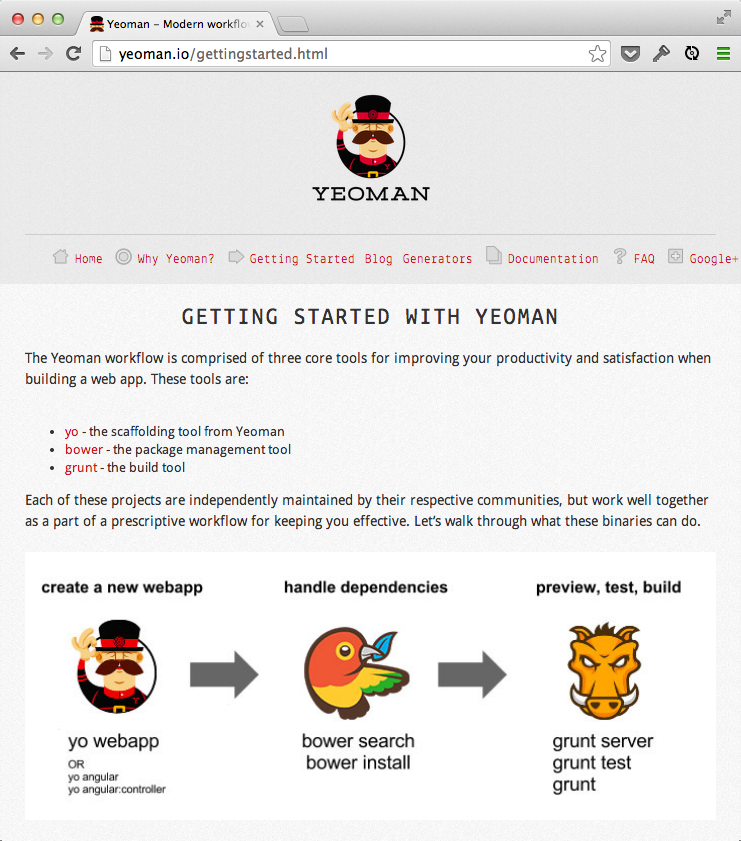 Yeoman - Modern workflo
yeoman.io/gettingstarted.html
YEOMAN
Home Why Yeoman? Getting Started Blog Generators Documentation FAQ Google+
GETTING STARTED WITH YEOMAN
The Yeoman workflow is comprised of three core tools for improving your productivity and satisfaction when
building a web app. These tools are:
• yo - the scaffolding tool from Yeoman
• bower - the package management tool
• grunt - the build tool
Each of these projects are independently maintained by their respective communities, but work well together
as a part of a prescriptive workflow for keeping you effective. Let’s walk through what these binaries can do.
create a new webapp
handle dependencies
preview, test, build
yo webapp
OR
yo angular
yo angular:controller
bower search
bower install
grunt server
grunt test
grunt